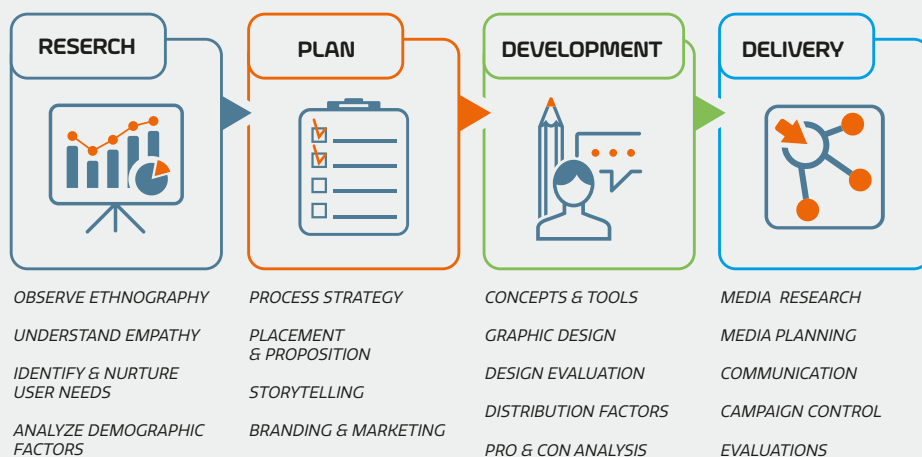 RESERCH
OBSERVE ETHNOGRAPHY
UNDERSTAND EMPATHY
IDENTIFY & NURTURE
USER NEEDS
ANALYZE DEMOGRAPHIC
FACTORS
PLAN
PROCESS STRATEGY
PLACEMENT
& PROPOSITION
STORYTELLING
BRANDING & MARKETING
DEVELOPMENT
CONCEPTS & TOOLS
GRAPHIC DESIGN
DESIGN EVALUATION
DISTRIBUTION FACTORS
PRO & CON ANALYSIS
DELIVERY
MEDIA RESEARCH
MEDIA PLANNING
COMMUNICATION
CAMPAIGN CONTROL
EVALUATIONS